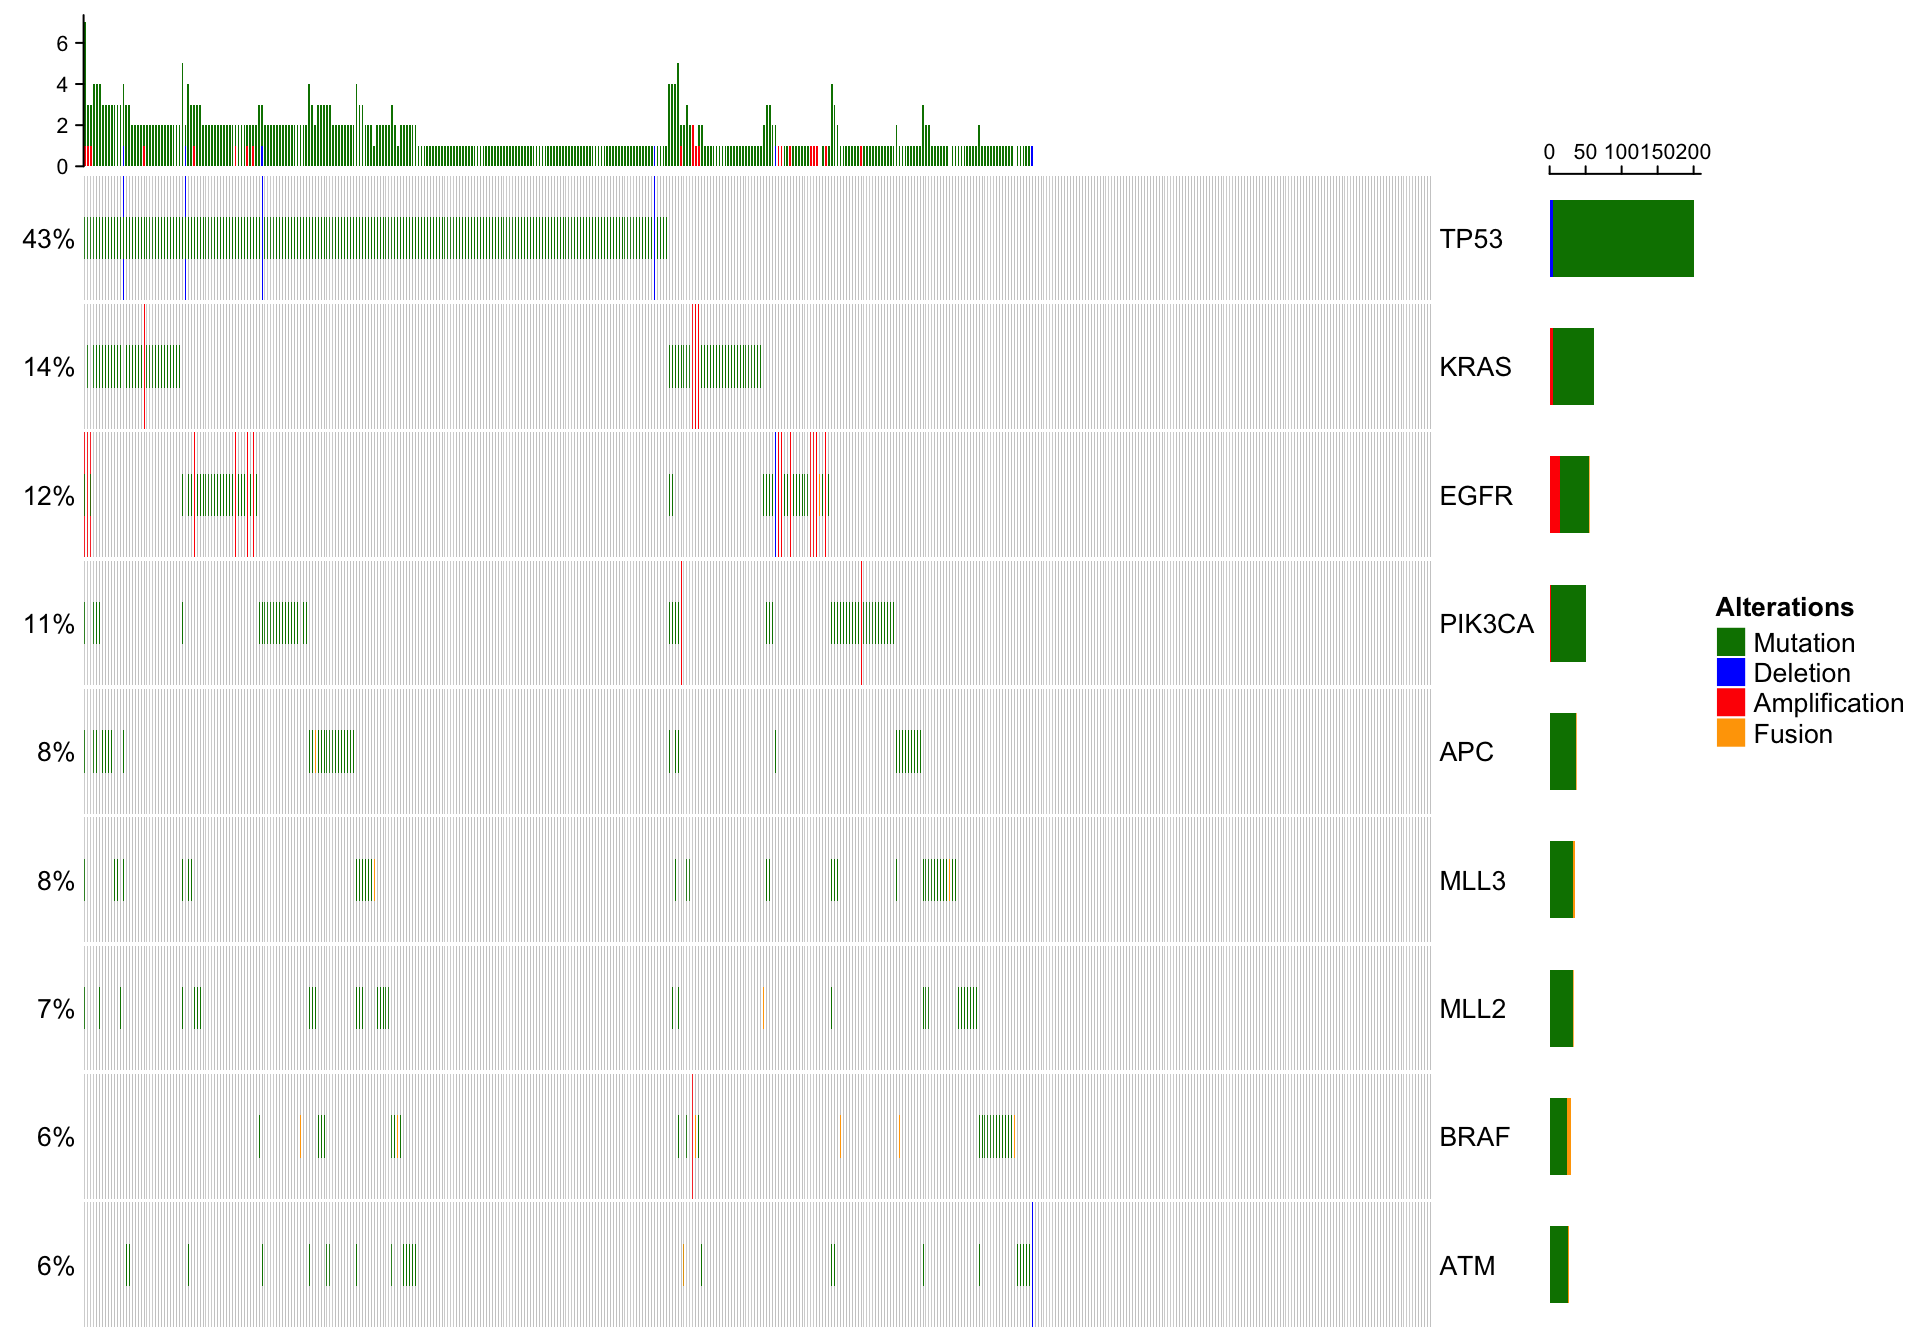 6
4
2
0
0 50 100 150 200
43% TP53
14% KRAS
12% EGFR
11% PIK3CA
Alterations
Mutation
Deletion
Amplification
Fusion
8% APC
8% MLL3
7% MLL2
6% BRAF
6% ATM